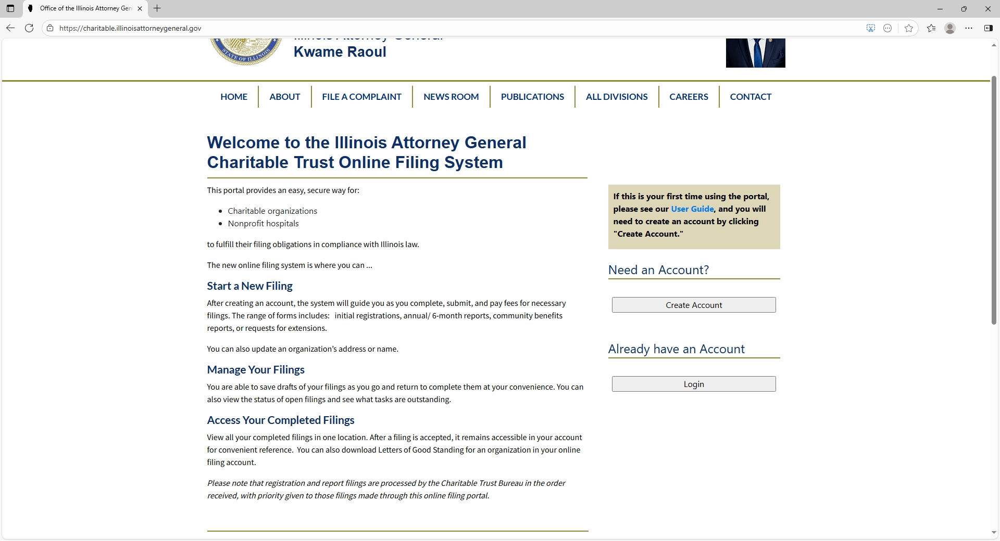 Office of the Illinois Attorney Gen
https://charitable.illinoisattorneygeneral.gov
STATE OF ILLINOIS
Illinois Attorney General
Kwame Raoul
HOME
ABOUT
FILE A COMPLAINT
NEWS ROOM
PUBLICATIONS
ALL DIVISIONS
CAREERS
CONTACT
Welcome to the Illinois Attorney General
Charitable Trust Online Filing System
This portal provides an easy, secure way for:
• Charitable organizations
• Nonprofit hospitals
to fulfill their filing obligations in compliance with Illinois law.
The new online filing system is where you can ...
Start a New Filing
After creating an account, the system will guide you as you complete, submit, and pay fees for necessary
filings. The range of forms includes:  initial registrations, annual/ 6-month reports, community benefits
reports, or requests for extensions.
You can also update an organization’s address or name.
Manage Your Filings
You are able to save drafts of your filings as you go and return to complete them at your convenience. You can
also view the status of open filings and see what tasks are outstanding.
Access Your Completed Filings
View all your completed filings in one location. After a filing is accepted, it remains accessible in your account
for convenient reference.  You can also download Letters of Good Standing for an organization in your online
filing account.
Please note that registration and report filings are processed by the Charitable Trust Bureau in the order
received, with priority given to those filings made through this online filing portal.
If this is your first time using the portal,
please see our User Guide, and you will
need to create an account by clicking
"Create Account."
Need an Account?
Create Account
Already have an Account
Login